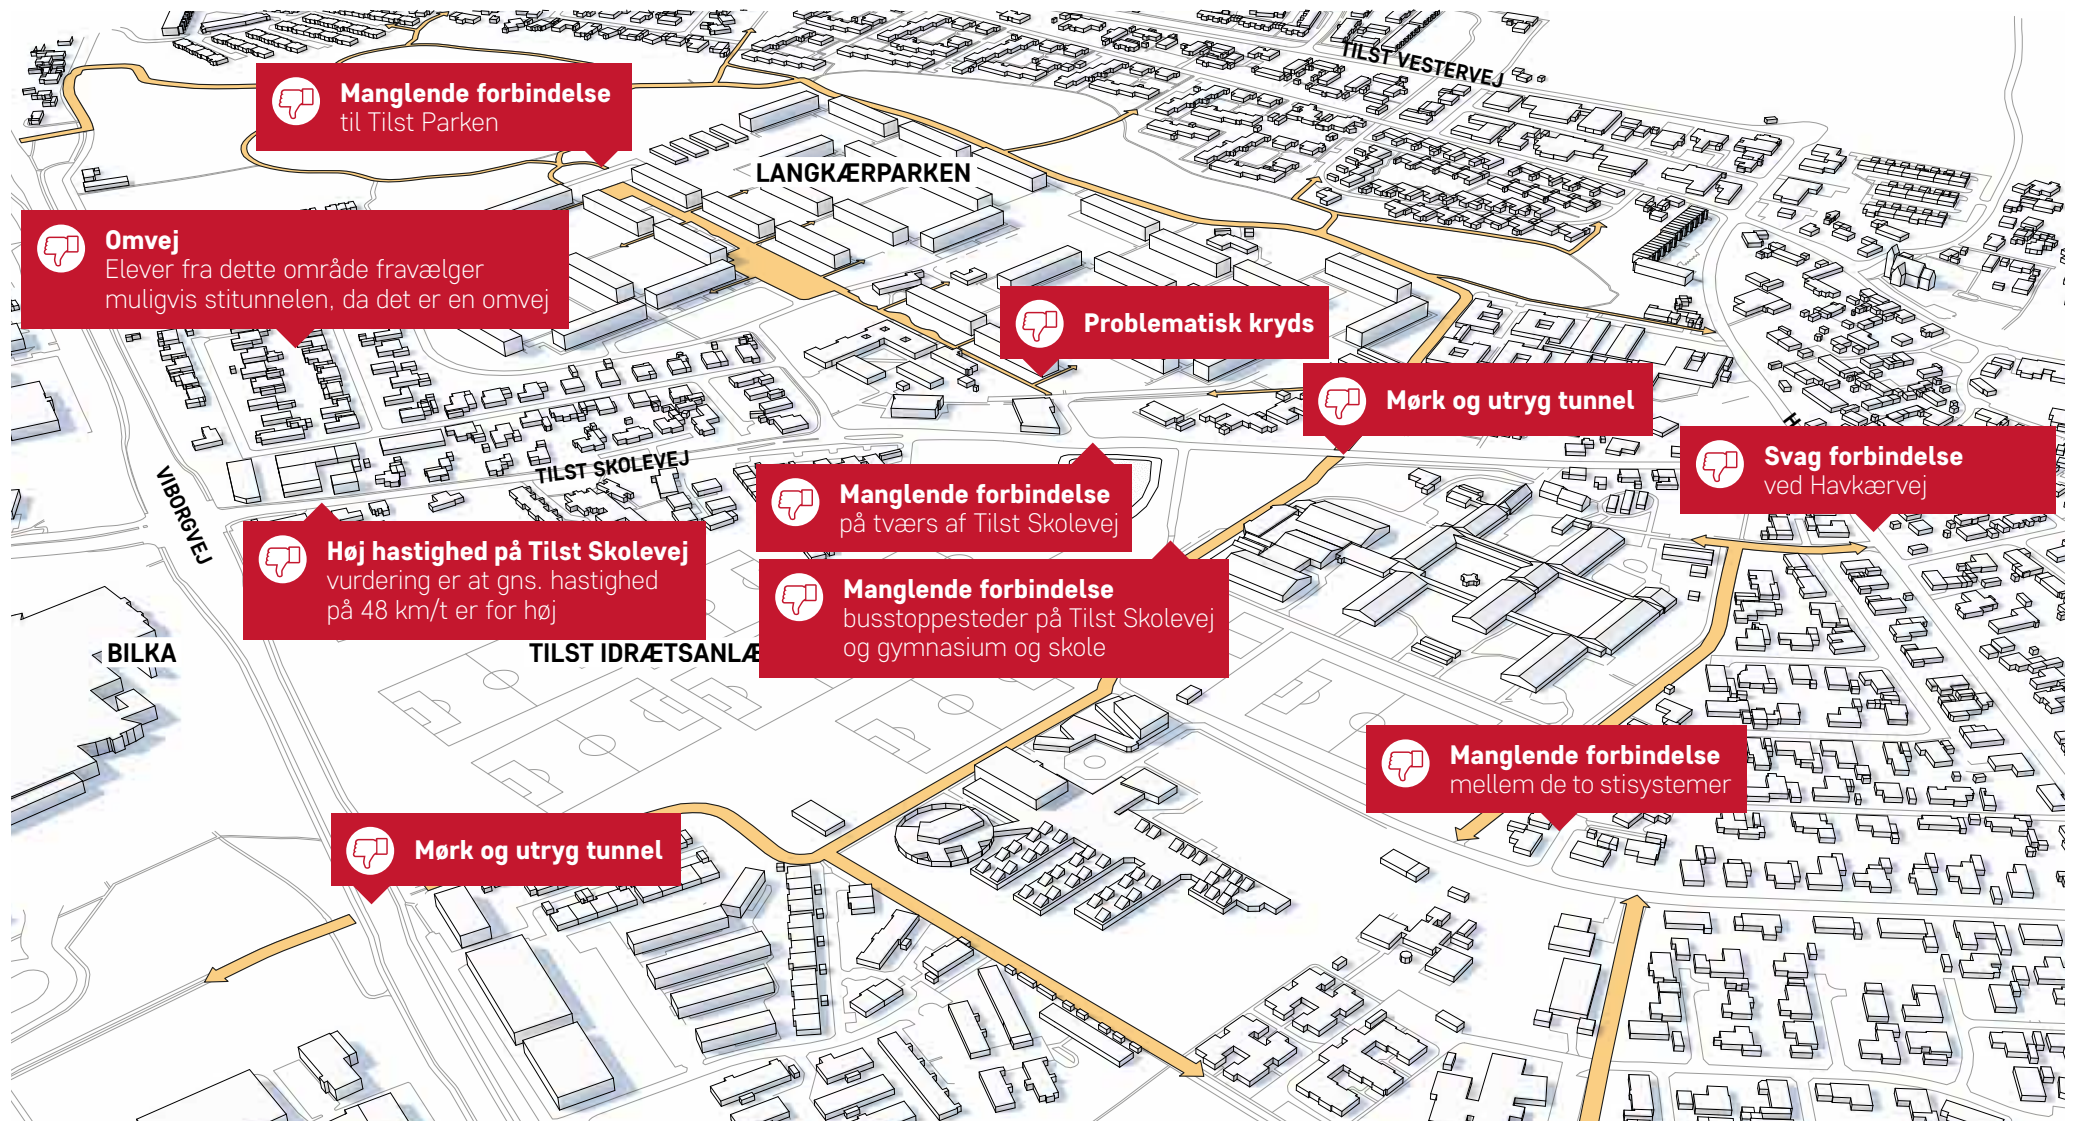 TILST VESTERVEJ
Manglende forbindelse
til Tilst Parken
LANGKÆRPARKEN
Omvej
Elever fra dette område fravælger
muligvis stitunnelen, da det er en omvej
Problematisk kryds
Mørk og utryg tunnel
Svag forbindelse
ved Havkærvej
TILST SKOLEVEJ
VIBORGVEJ
Manglende forbindelse
på tværs af Tilst Skolevej
Høj hastighed på Tilst Skolevej
vurdering er at gns. hastighed
på 48 km/t er for høj
Manglende forbindelse
busstoppesteder på Tilst Skolevej
og gymnasium og skole
BILKA
TILST IDRÆTSANLÆ
Manglende forbindelse
mellem de to stisystemer
Mørk og utryg tunnel